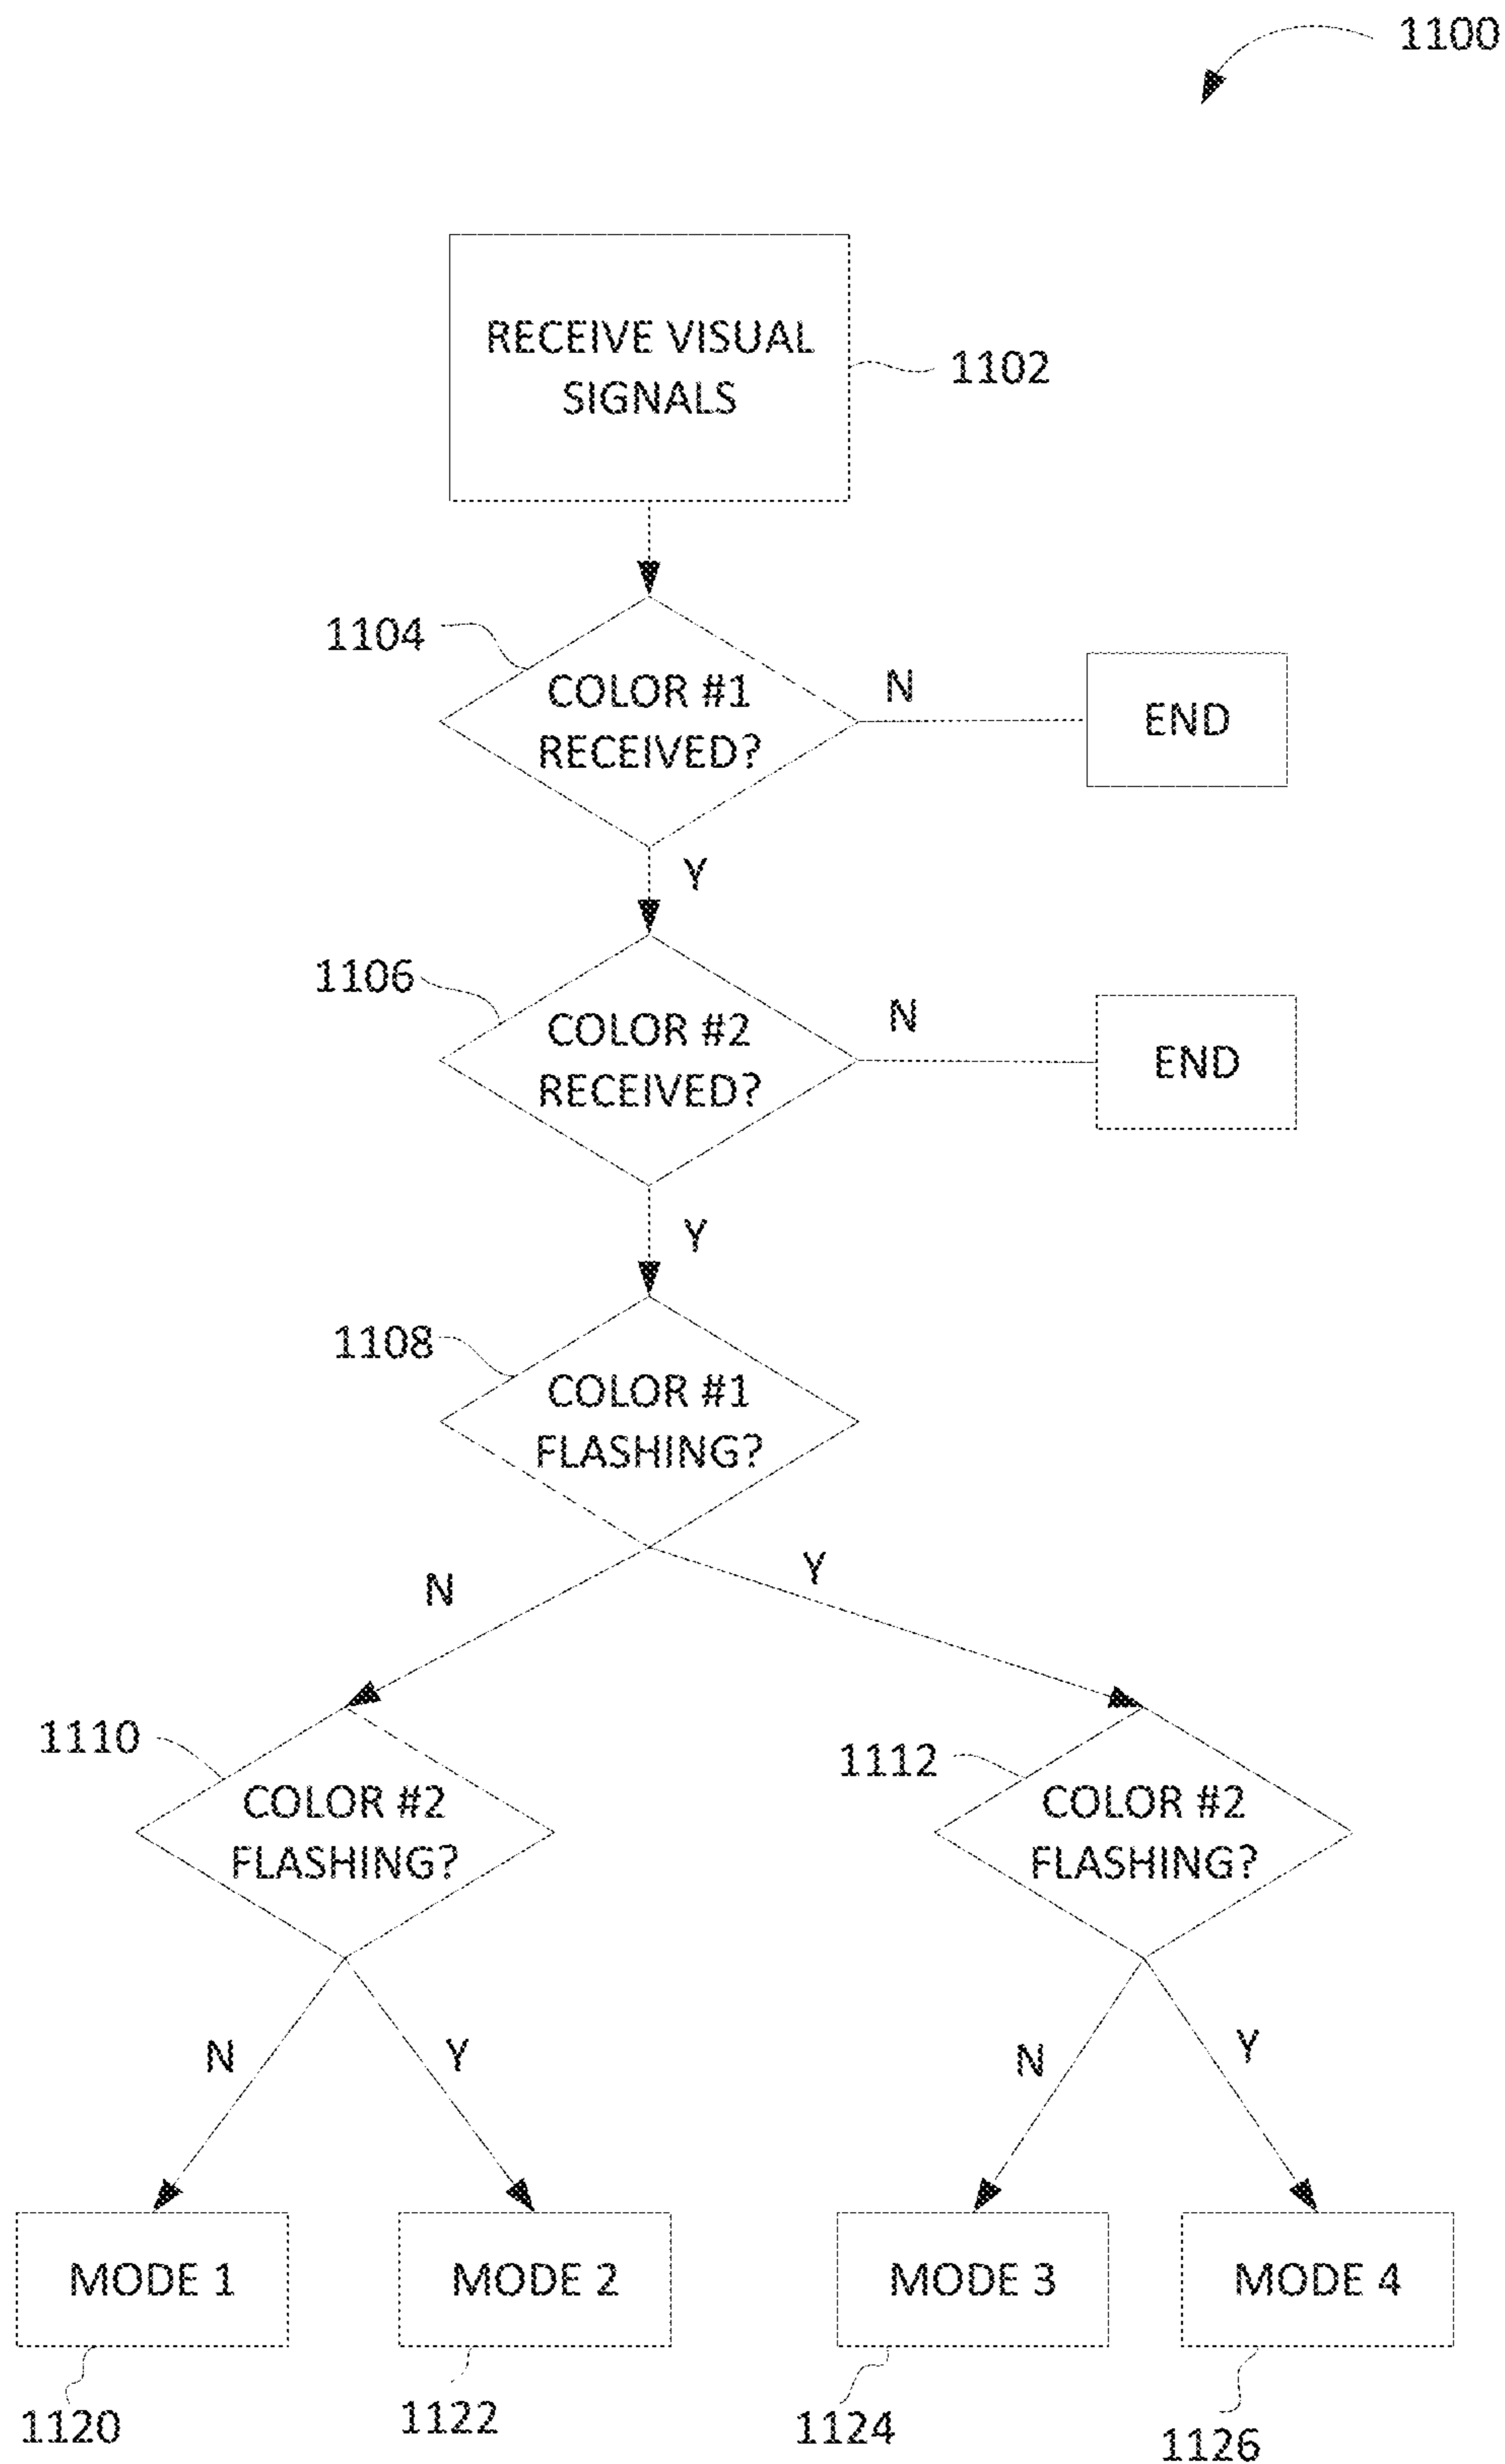 1100
RECEIVE VISUAL
SIGNALS
1102
1104
COLOR #1
RECEIVED?
N
END
Y
1106
COLOR #2
RECEIVED?
N
END
Y
1108
COLOR #1
FLASHING?
N
Y
1110
COLOR #2
FLASHING?
1112
COLOR #2
FLASHING?
N
Y
N
Y
MODE 1
MODE 2
MODE 3
MODE 4
1120
1122
1124
1126